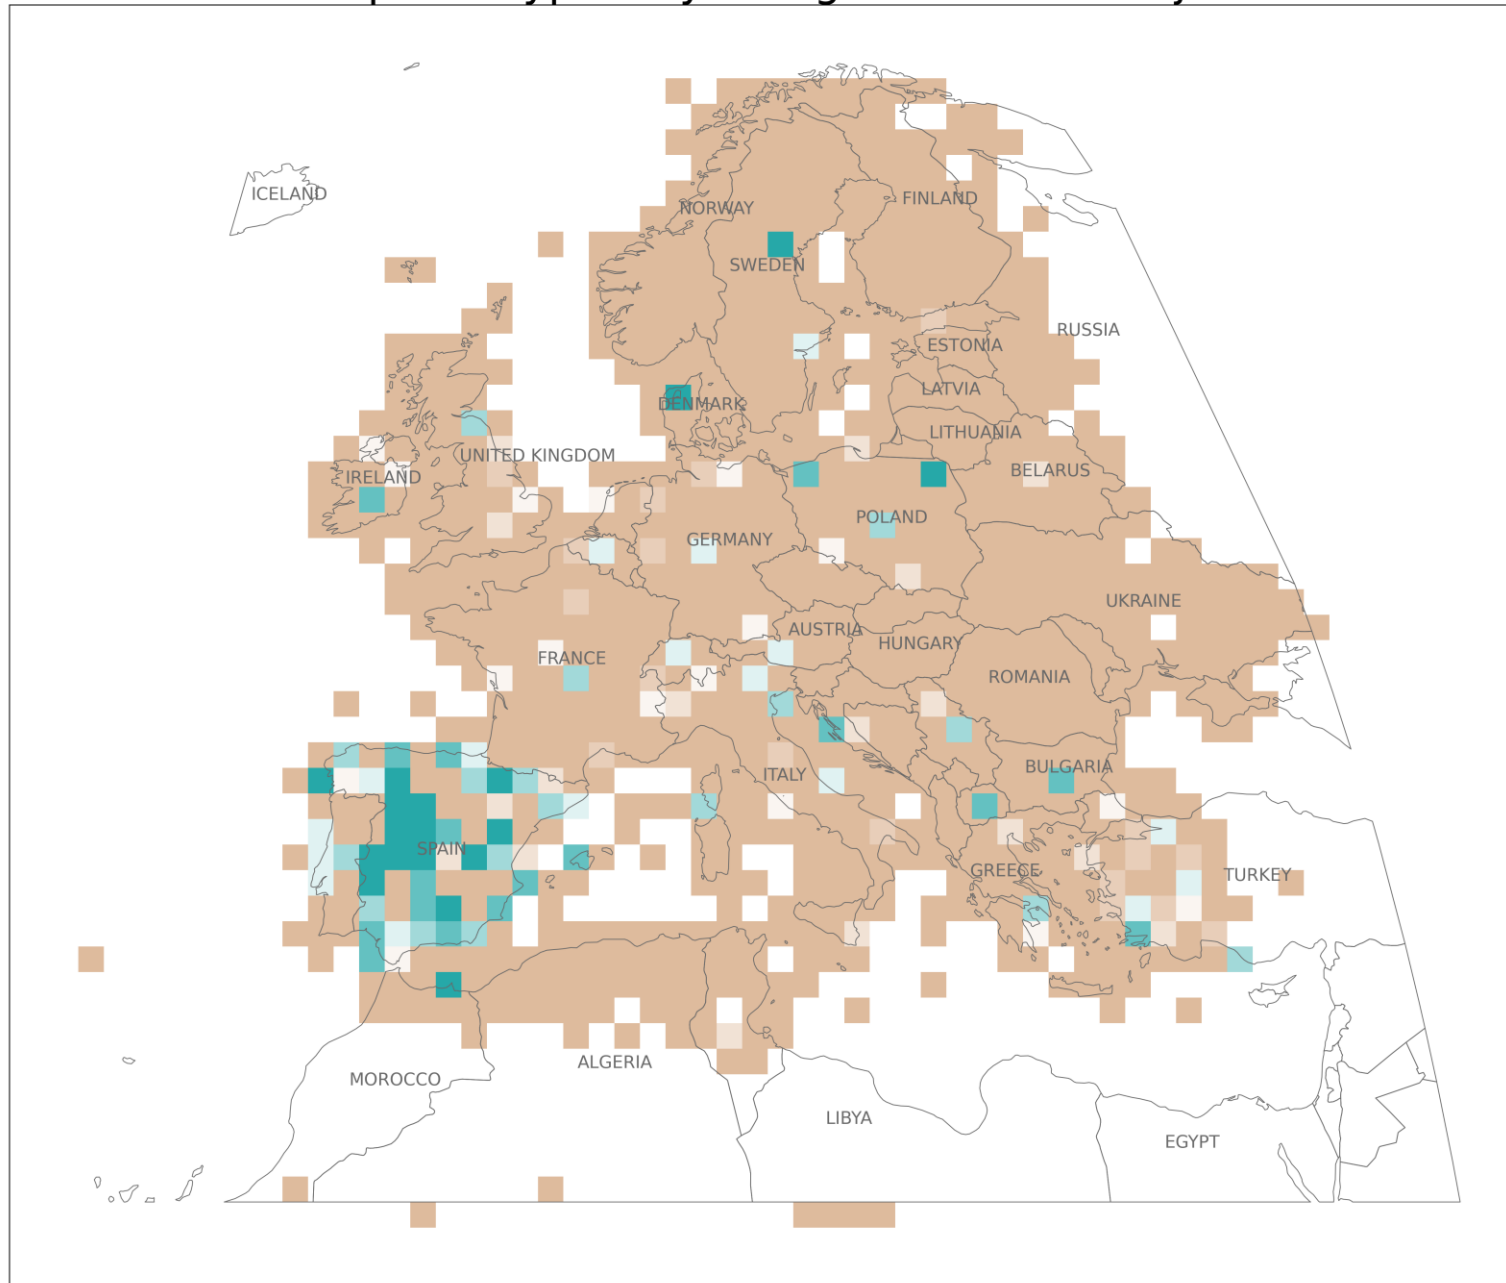 ICELAND
NORWAY
FINLAND
SWEDEN
RUSSIA
ESTONIA
LATVIA
DENMARK
LITHUANIA
UNITED KINGDOM
BELARUS
IRELAND
POLAND
GERMANY
UKRAINE
AUSTRIA
HUNGARY
FRANCE
ROMANIA
BULGARIA
ITALY
SPAIN
GREECE
TURKEY
ALGERIA
MOROCCO
LIBYA
EGYPT